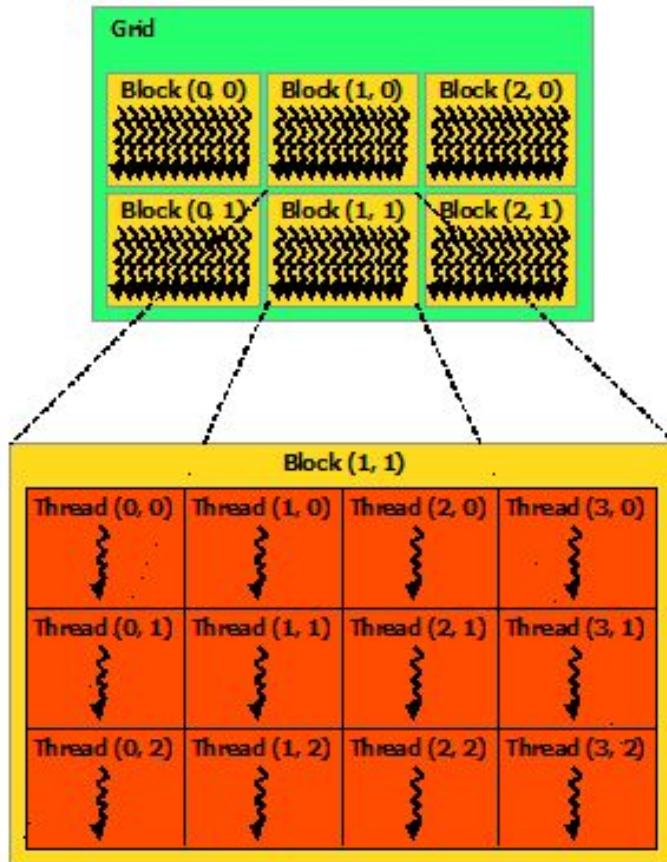 Grid
Block (0, 0) Block (1, 0) Block (2, 0)
Block (0, 1) Block (1, 1) Block (2, 1)
Block (1, 1)
Thread (0, 0) Thread (1, 0) Thread (2, 0) Thread (3, 0)
Thread (0, 1) Thread (1, 1) Thread (2, 1) Thread (3, 1)
Thread (0, 2) Thread (1, 2) Thread (2, 2) Thread (3, 2)